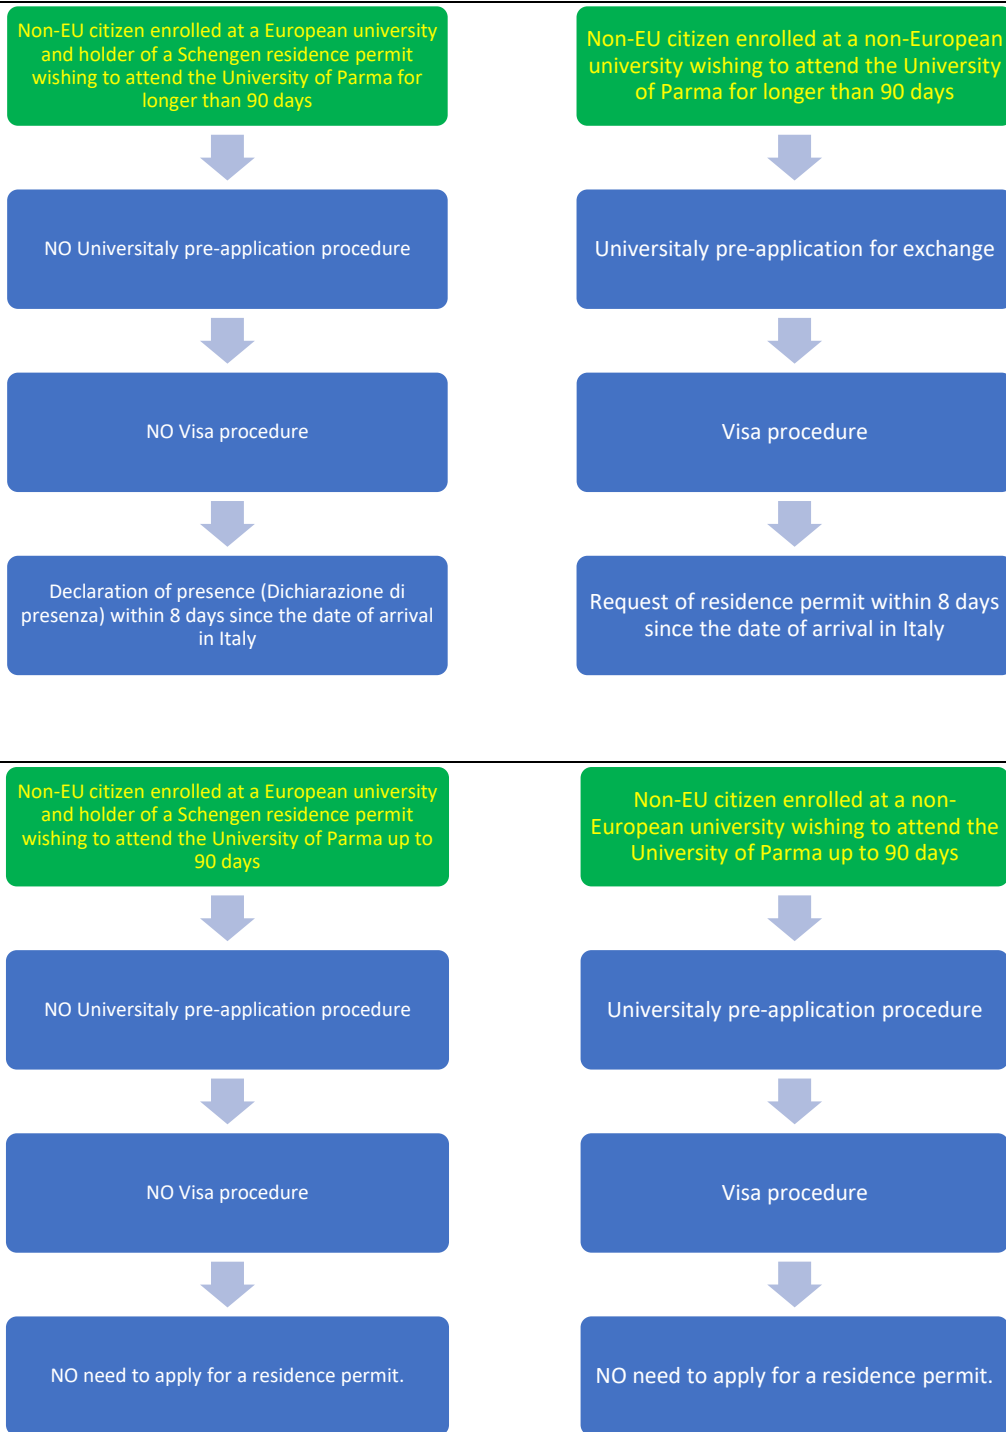 Non-EU citizen enrolled at a European university
and holder of a Schengen residence permit
wishing to attend the University of Parma for
longer than 90 days
NO Universitaly pre-application procedure
NO Visa procedure
Declaration of presence (Dichiarazione di
presenza) within 8 days since the date of arrival
in Italy
Non-EU citizen enrolled at a non-European
university wishing to attend the University
of Parma for longer than 90 days
Universitaly pre-application for exchange
Visa procedure
Request of residence permit within 8 days
since the date of arrival in Italy
Non-EU citizen enrolled at a European university
and holder of a Schengen residence permit
wishing to attend the University of Parma up to
90 days
NO Universitaly pre-application procedure
NO Visa procedure
NO need to apply for a residence permit.
Non-EU citizen enrolled at a non-
European university wishing to attend the
University of Parma up to 90 days
Universitaly pre-application procedure
Visa procedure
NO need to apply for a residence permit.